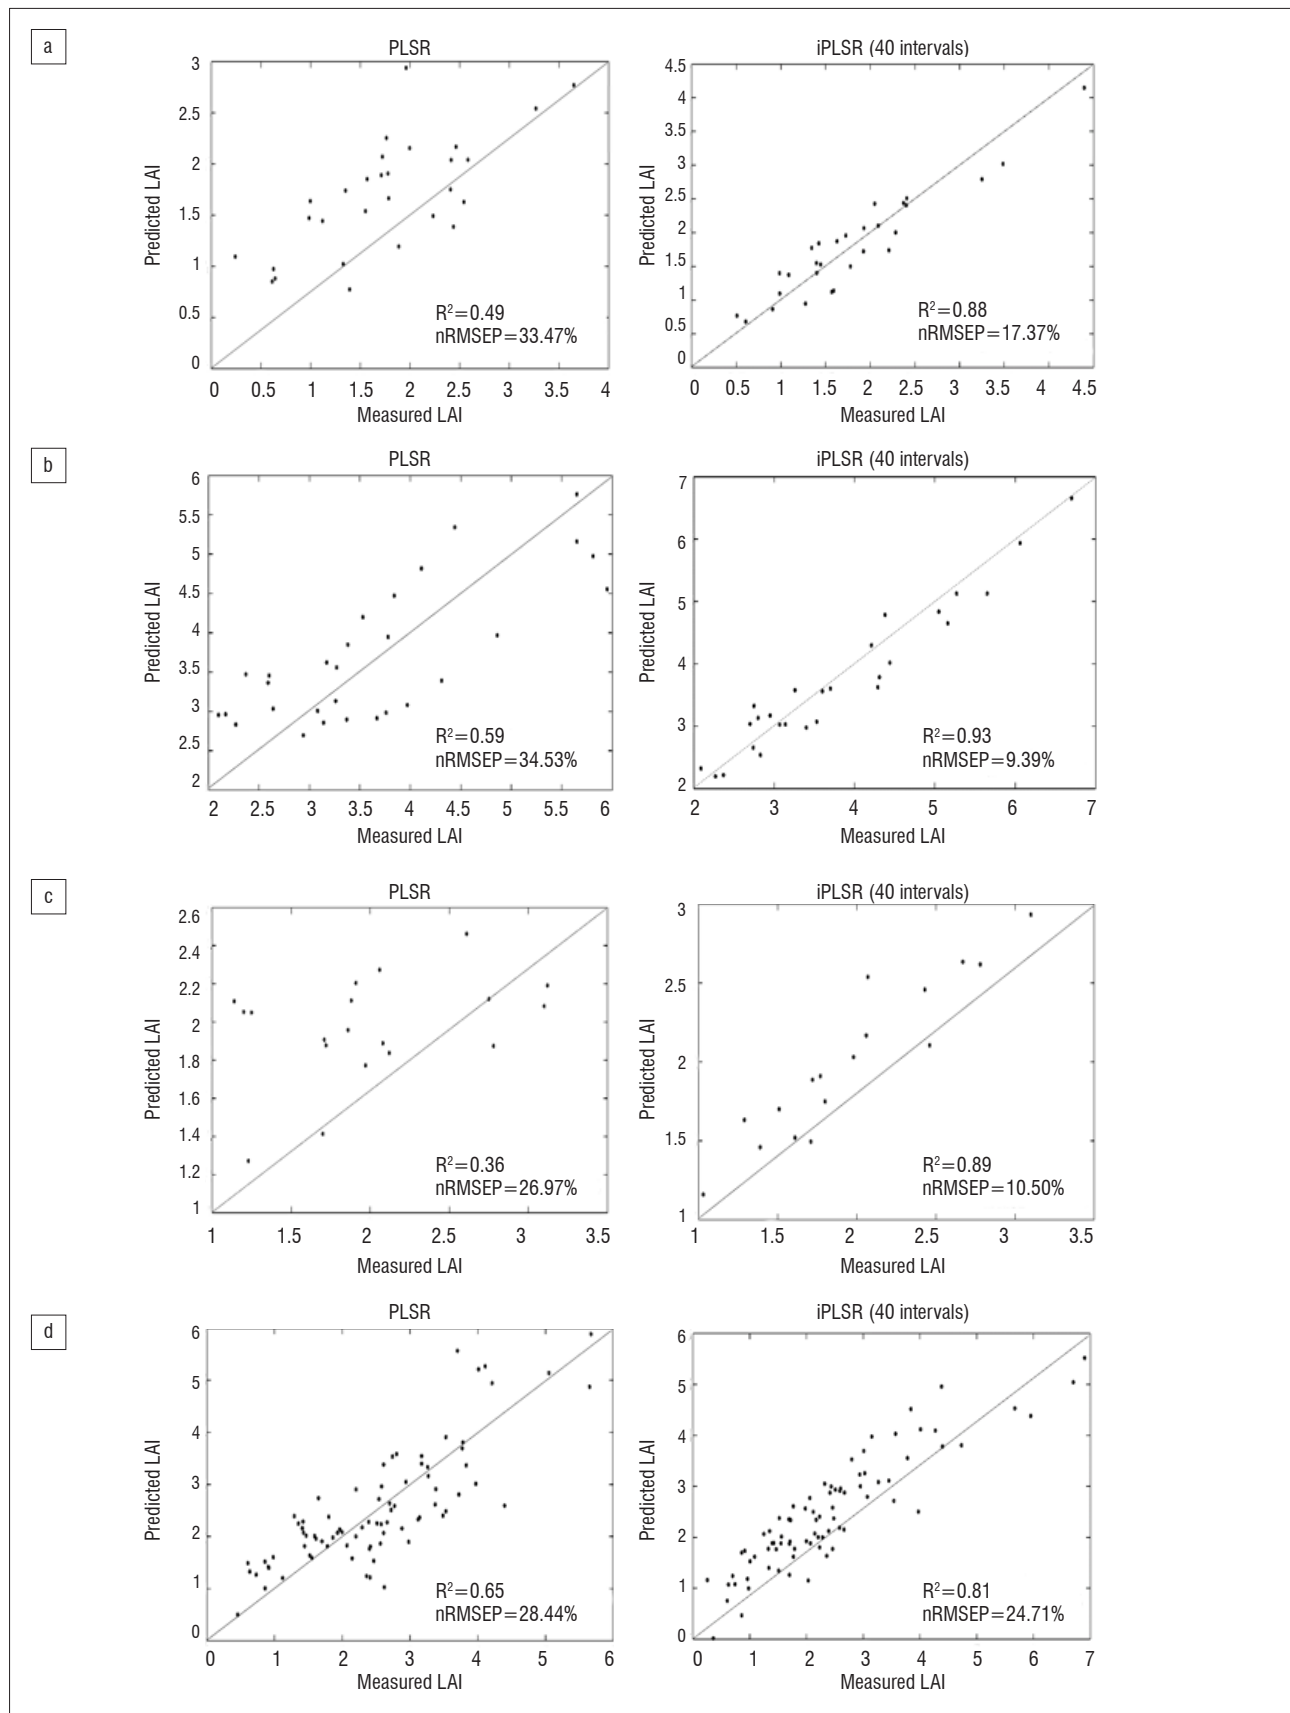 a
PLSR
iPLSR (40 intervals)
3
2.5
2
1.5
1
0.5
0
Predicted LAI
0 0.5 1 1.5 2 2.5 3 3.5 4
Measured LAI
R²=0.49
nRMSEP=33.47%
4.5
4
3.5
3
2.5
2
1.5
1
0.5
0
Predicted LAI
0 0.5 1 1.5 2 2.5 3 3.5 4 4.5
Measured LAI
R²=0.88
nRMSEP=17.37%
b
PLSR
iPLSR (40 intervals)
6
5.5
5
4.5
4
3.5
3
2.5
2
Predicted LAI
2 2.5 3 3.5 4 4.5 5 5.5 6
Measured LAI
R²=0.59
nRMSEP=34.53%
7
6
5
4
3
2
Predicted LAI
2 3 4 5 6 7
Measured LAI
R²=0.93
nRMSEP=9.39%
c
PLSR
iPLSR (40 intervals)
2.6
2.4
2.2
2
1.8
1.6
1.4
1.2
1
Predicted LAI
1 1.5 2 2.5 3 3.5
Measured LAI
R²=0.36
nRMSEP=26.97%
3
2.5
2
1.5
1
Predicted LAI
1 1.5 2 2.5 3 3.5
Measured LAI
R²=0.89
nRMSEP=10.50%
d
PLSR
iPLSR (40 intervals)
6
5
4
3
2
1
0
Predicted LAI
0 1 2 3 4 5 6
Measured LAI
R²=0.65
nRMSEP=28.44%
6
5
4
3
2
1
0
Predicted LAI
0 1 2 3 4 5 6 7
Measured LAI
R²=0.81
nRMSEP=24.71%